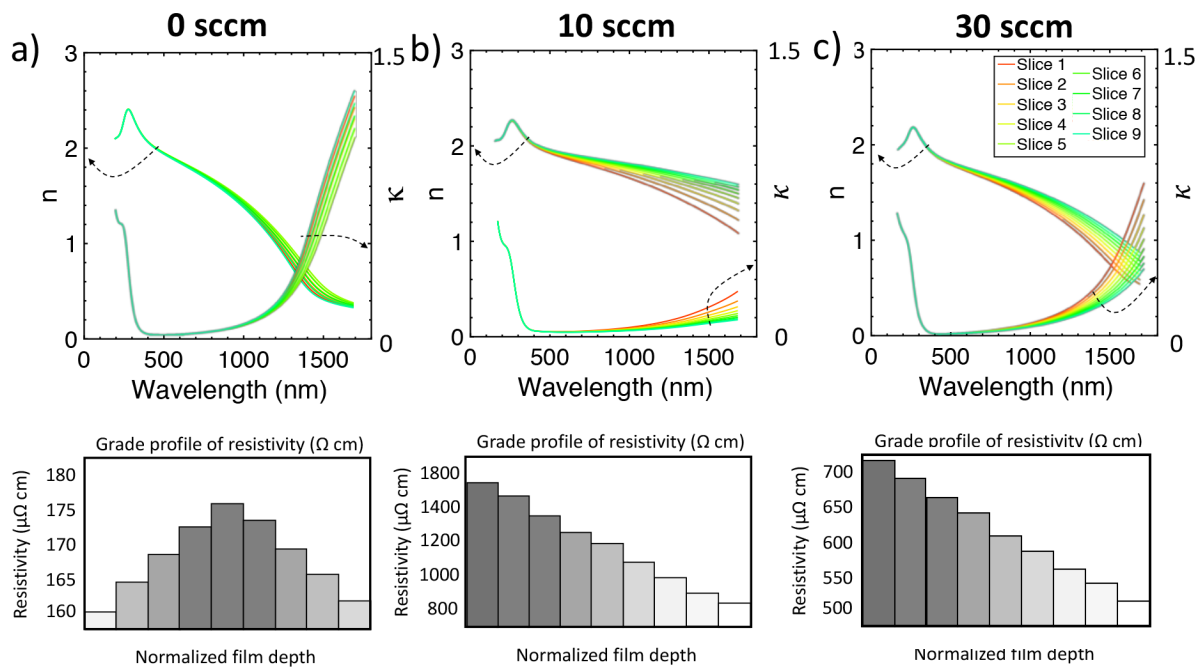 0 sccm
10 sccm
30 sccm
a)
3
2
1
0
n
1.5
0
κ
0
500
1000
1500
Wavelength (nm)
b)
3
2
1
0
n
1.5
0
κ
0
500
1000
1500
Wavelength (nm)
c)
3
2
1
0
n
1.5
0
κ
0
500
1000
1500
Wavelength (nm)
Slice 1
Slice 2
Slice 3
Slice 4
Slice 5
Slice 6
Slice 7
Slice 8
Slice 9
Grade profile of resistivity (Ω cm)
Resistivity (μΩ cm)
180
175
170
165
160
Normalized film depth
Grade profile of resistivity (Ω cm)
Resistivity (μΩ cm)
1800
1400
1200
1000
800
Normalized film depth
Grade profile of resistivity (Ω cm)
Resistivity (μΩ cm)
700
650
600
550
500
Normalized film depth